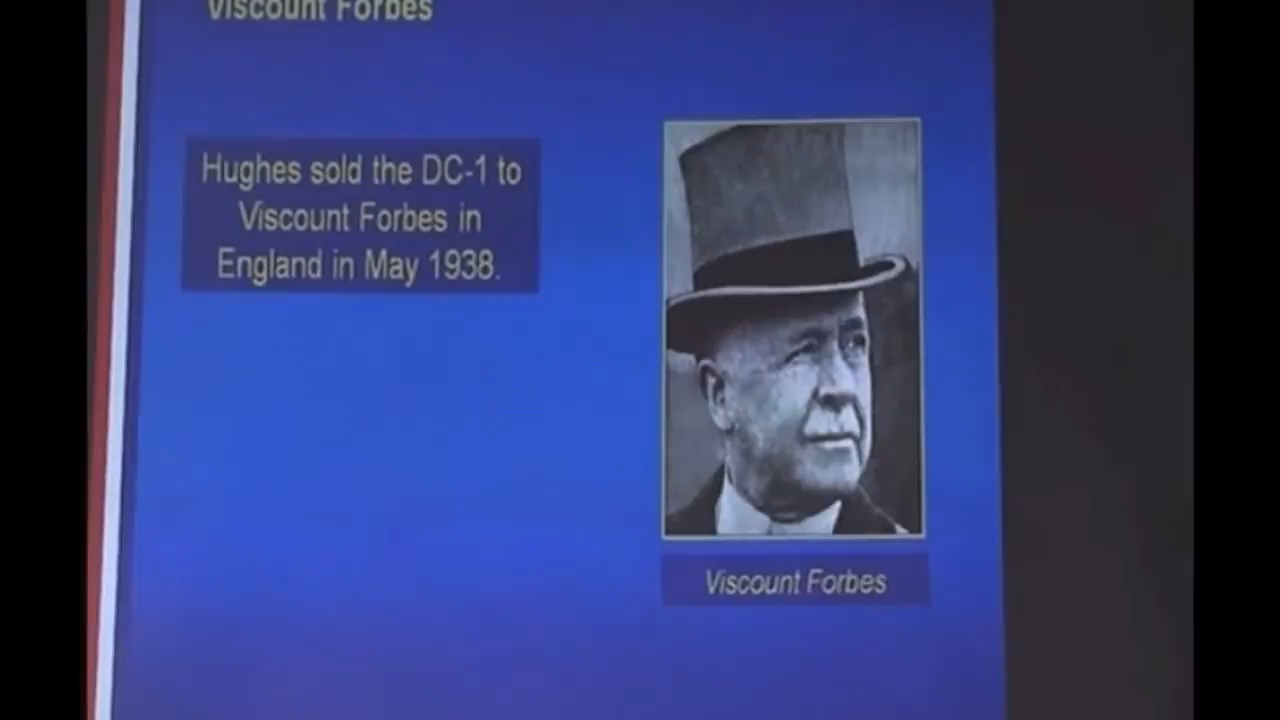 Viscount Forbes
Hughes sold the DC-1 to
Viscount Forbes in
England in May 1938.
Viscount Forbes